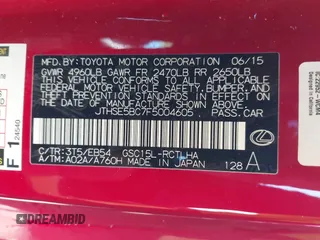 MFD. BY: TOYOTA MOTOR CORPORATION 06/15
GVWR 4960LB GAWR FR 2470LB RR 2650LB
THIS VEHICLE CONFORMS TO ALL APPLICABLE
FEDERAL MOTOR VEHICLE SAFETY, BUMPER, AND
THEFT PREVENTION STANDARDS IN EFFECT ON
THE DATE OF MANUFACTURE SHOWN ABOVE.
JTHSE5BC7F5004605 PASS.CAR
C/TR: 3T5/EB54 GSC15L-RCTLHA
A/TM: A02A/A760H MADE IN JAPAN 128 A
F 1
24540
DREAMBID